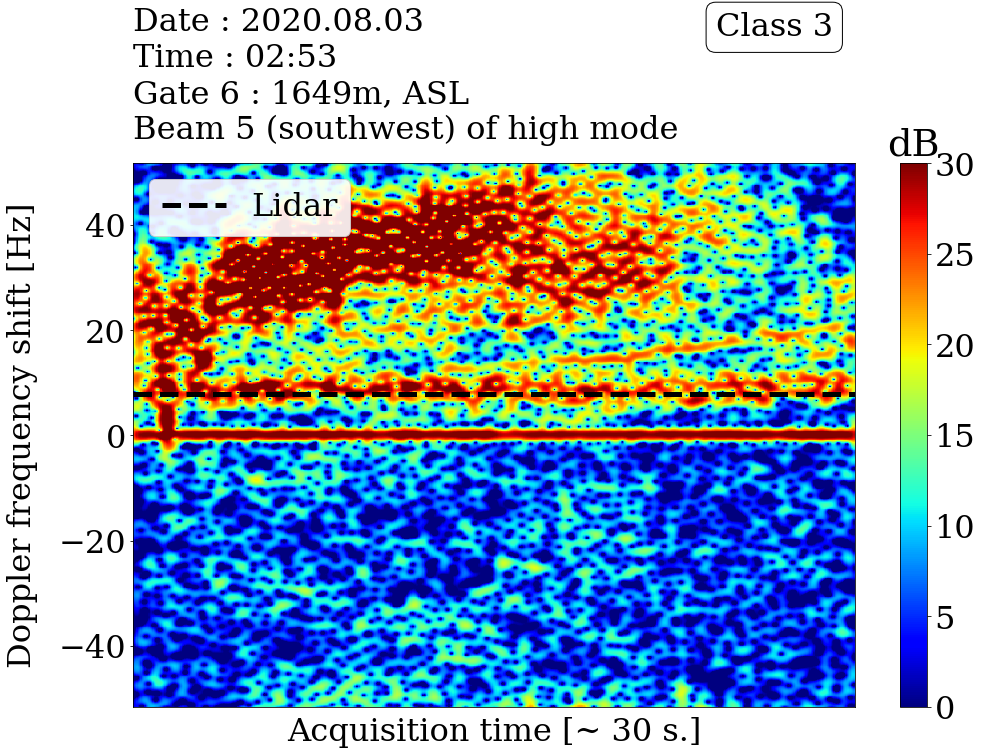 Date : 2020.08.03
Time : 02:53
Gate 6 : 1649m, ASL
Beam 5 (southwest) of high mode
Class 3
dB
Lidar
Doppler frequency shift [Hz]
40
20
0
−20
−40
30
25
20
15
10
5
0
Acquisition time [~ 30 s.]